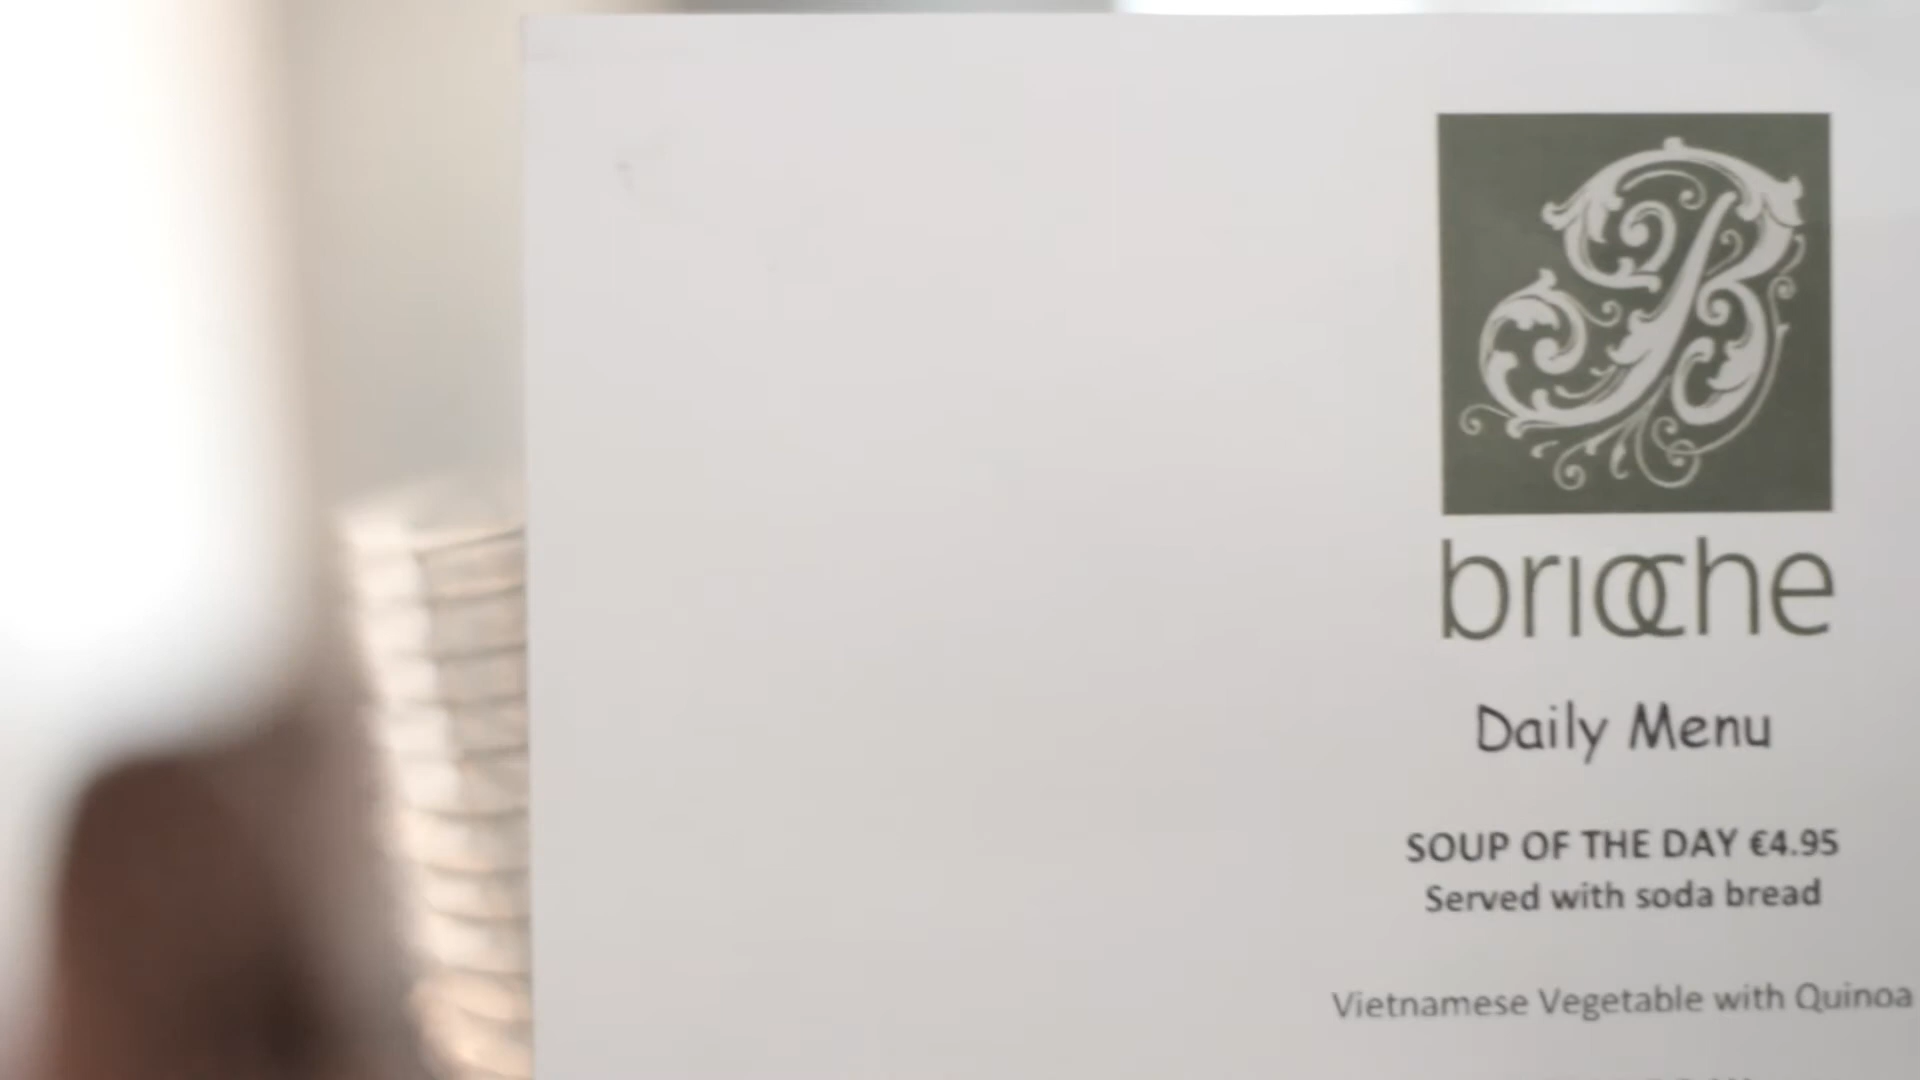 B
brioche
Daily Menu
SOUP OF THE DAY €4.95
Served with soda bread
Vietnamese Vegetable with Quinoa